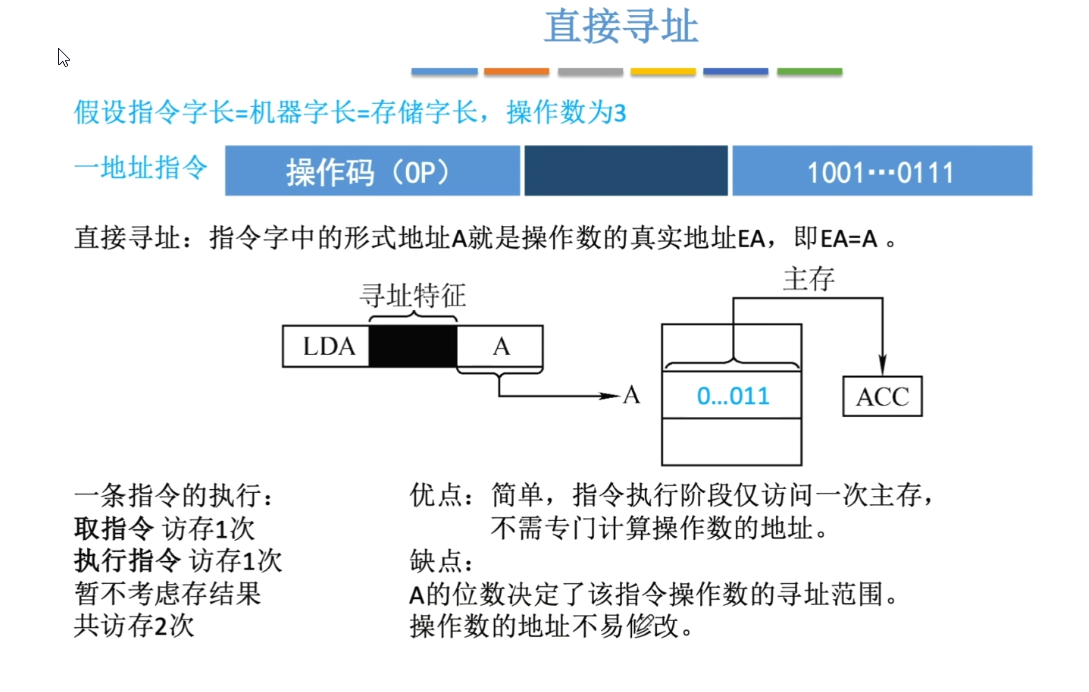 直接寻址
假设指令字长=机器字长=存储字长，操作数为3
一地址指令 操作码（OP） 1001…0111
直接寻址：指令字中的形式地址A就是操作数的真实地址EA，即EA=A 。
主存
寻址特征
LDA A
A 0…011 ACC
一条指令的执行：
取指令 访存1次
执行指令 访存1次
暂不考虑存结果
共访存2次
优点：简单，指令执行阶段仅访问一次主存，
不需专门计算操作数的地址。
缺点：
A的位数决定了该指令操作数的寻址范围。
操作数的地址不易修改。